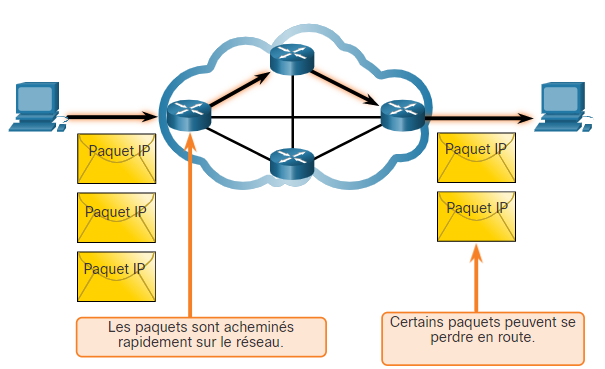 Paquet IP
Paquet IP
Paquet IP
Paquet IP
Paquet IP
Les paquets sont acheminés
rapidement sur le réseau.
Certains paquets peuvent se
perdre en route.